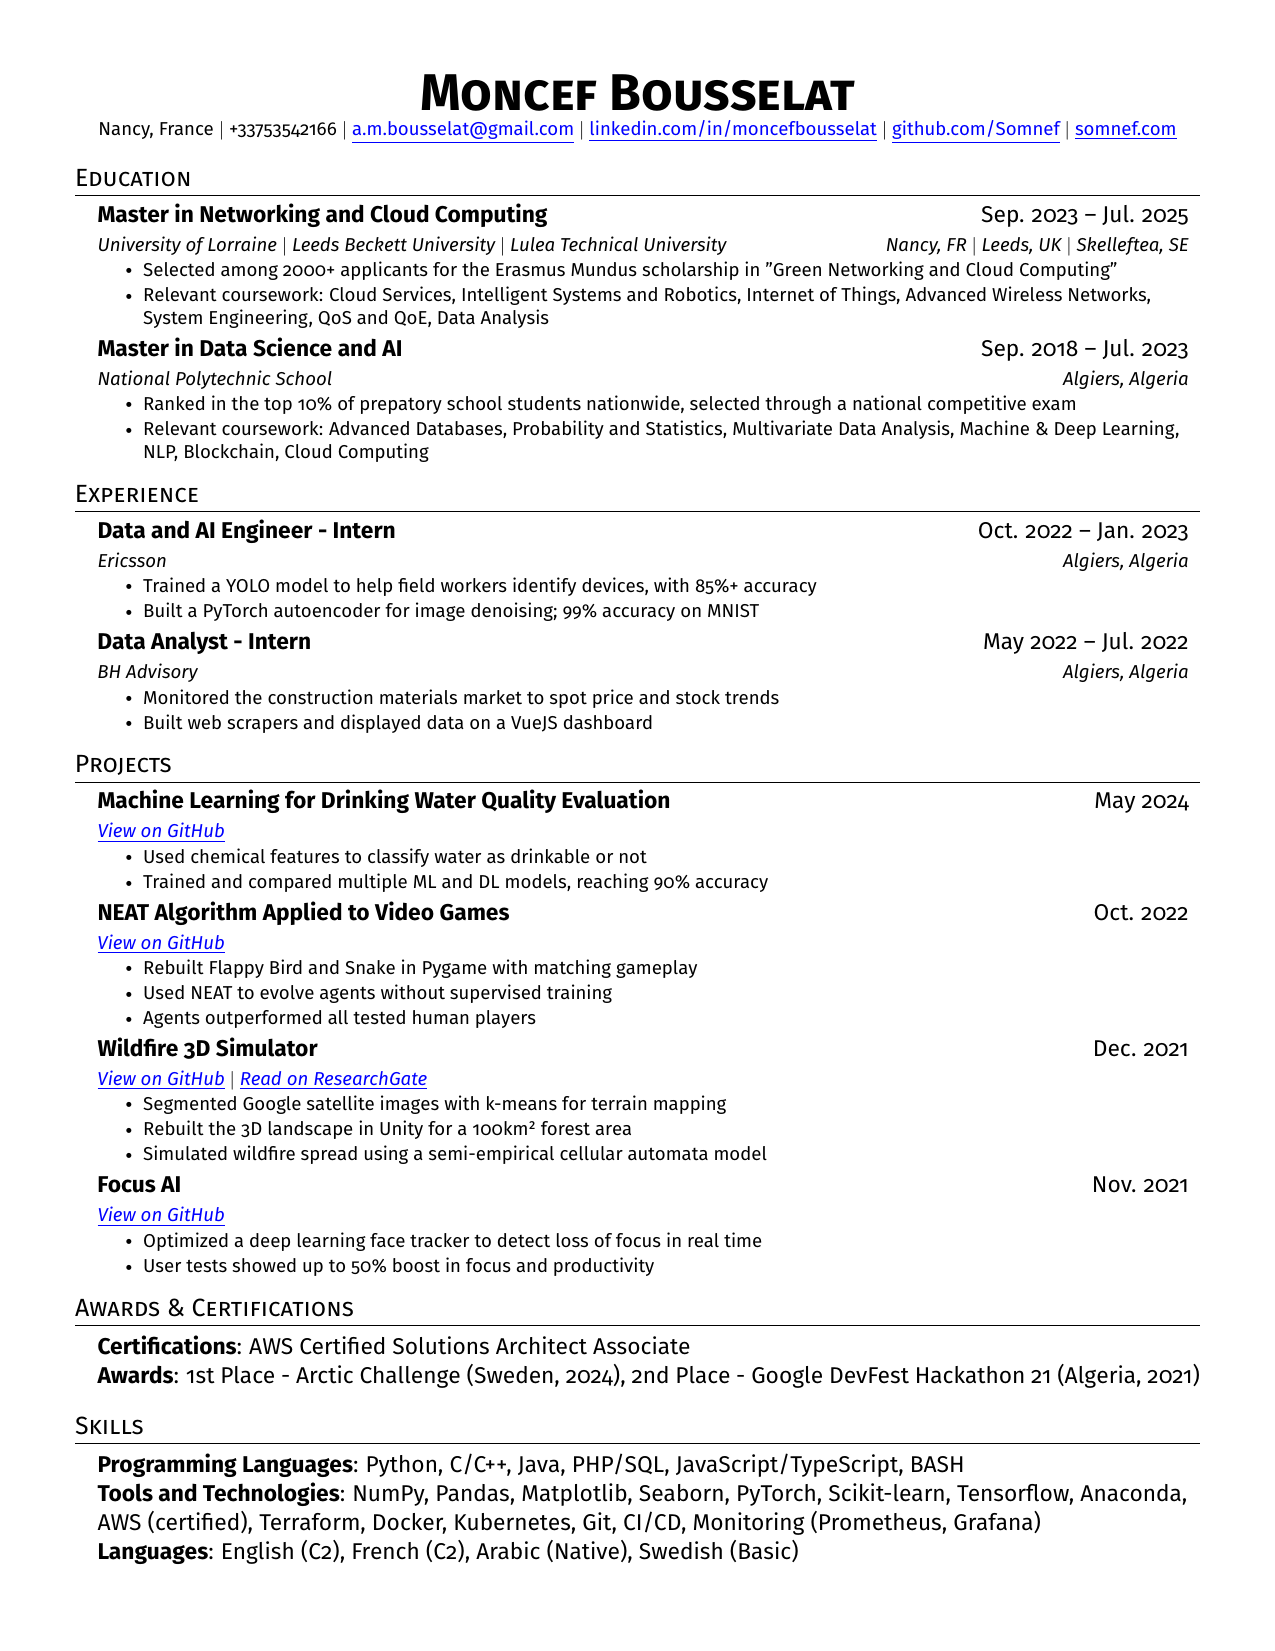 Moncef Bousselat
Nancy, France | +33753542166 | a.m.bousselat@gmail.com | linkedin.com/in/moncefbousselat | github.com/Somnef | somnef.com
Education
Master in Networking and Cloud Computing Sep. 2023 – Jul. 2025
University of Lorraine | Leeds Beckett University | Lulea Technical University Nancy, FR | Leeds, UK | Skelleftea, SE
• Selected among 2000+ applicants for the Erasmus Mundus scholarship in ”Green Networking and Cloud Computing”
• Relevant coursework: Cloud Services, Intelligent Systems and Robotics, Internet of Things, Advanced Wireless Networks,
System Engineering, QoS and QoE, Data Analysis
Master in Data Science and AI Sep. 2018 – Jul. 2023
National Polytechnic School Algiers, Algeria
• Ranked in the top 10% of prepatory school students nationwide, selected through a national competitive exam
• Relevant coursework: Advanced Databases, Probability and Statistics, Multivariate Data Analysis, Machine & Deep Learning,
NLP, Blockchain, Cloud Computing
Experience
Data and AI Engineer - Intern Oct. 2022 – Jan. 2023
Ericsson Algiers, Algeria
• Trained a YOLO model to help field workers identify devices, with 85%+ accuracy
• Built a PyTorch autoencoder for image denoising; 99% accuracy on MNIST
Data Analyst - Intern May 2022 – Jul. 2022
BH Advisory Algiers, Algeria
• Monitored the construction materials market to spot price and stock trends
• Built web scrapers and displayed data on a VueJS dashboard
Projects
Machine Learning for Drinking Water Quality Evaluation May 2024
View on GitHub
• Used chemical features to classify water as drinkable or not
• Trained and compared multiple ML and DL models, reaching 90% accuracy
NEAT Algorithm Applied to Video Games Oct. 2022
View on GitHub
• Rebuilt Flappy Bird and Snake in Pygame with matching gameplay
• Used NEAT to evolve agents without supervised training
• Agents outperformed all tested human players
Wildfire 3D Simulator Dec. 2021
View on GitHub | Read on ResearchGate
• Segmented Google satellite images with k-means for terrain mapping
• Rebuilt the 3D landscape in Unity for a 100km² forest area
• Simulated wildfire spread using a semi-empirical cellular automata model
Focus AI Nov. 2021
View on GitHub
• Optimized a deep learning face tracker to detect loss of focus in real time
• User tests showed up to 50% boost in focus and productivity
Awards & Certifications
Certifications: AWS Certified Solutions Architect Associate
Awards: 1st Place - Arctic Challenge (Sweden, 2024), 2nd Place - Google DevFest Hackathon 21 (Algeria, 2021)
Skills
Programming Languages: Python, C/C++, Java, PHP/SQL, JavaScript/TypeScript, BASH
Tools and Technologies: NumPy, Pandas, Matplotlib, Seaborn, PyTorch, Scikit-learn, Tensorflow, Anaconda,
AWS (certified), Terraform, Docker, Kubernetes, Git, CI/CD, Monitoring (Prometheus, Grafana)
Languages: English (C2), French (C2), Arabic (Native), Swedish (Basic)